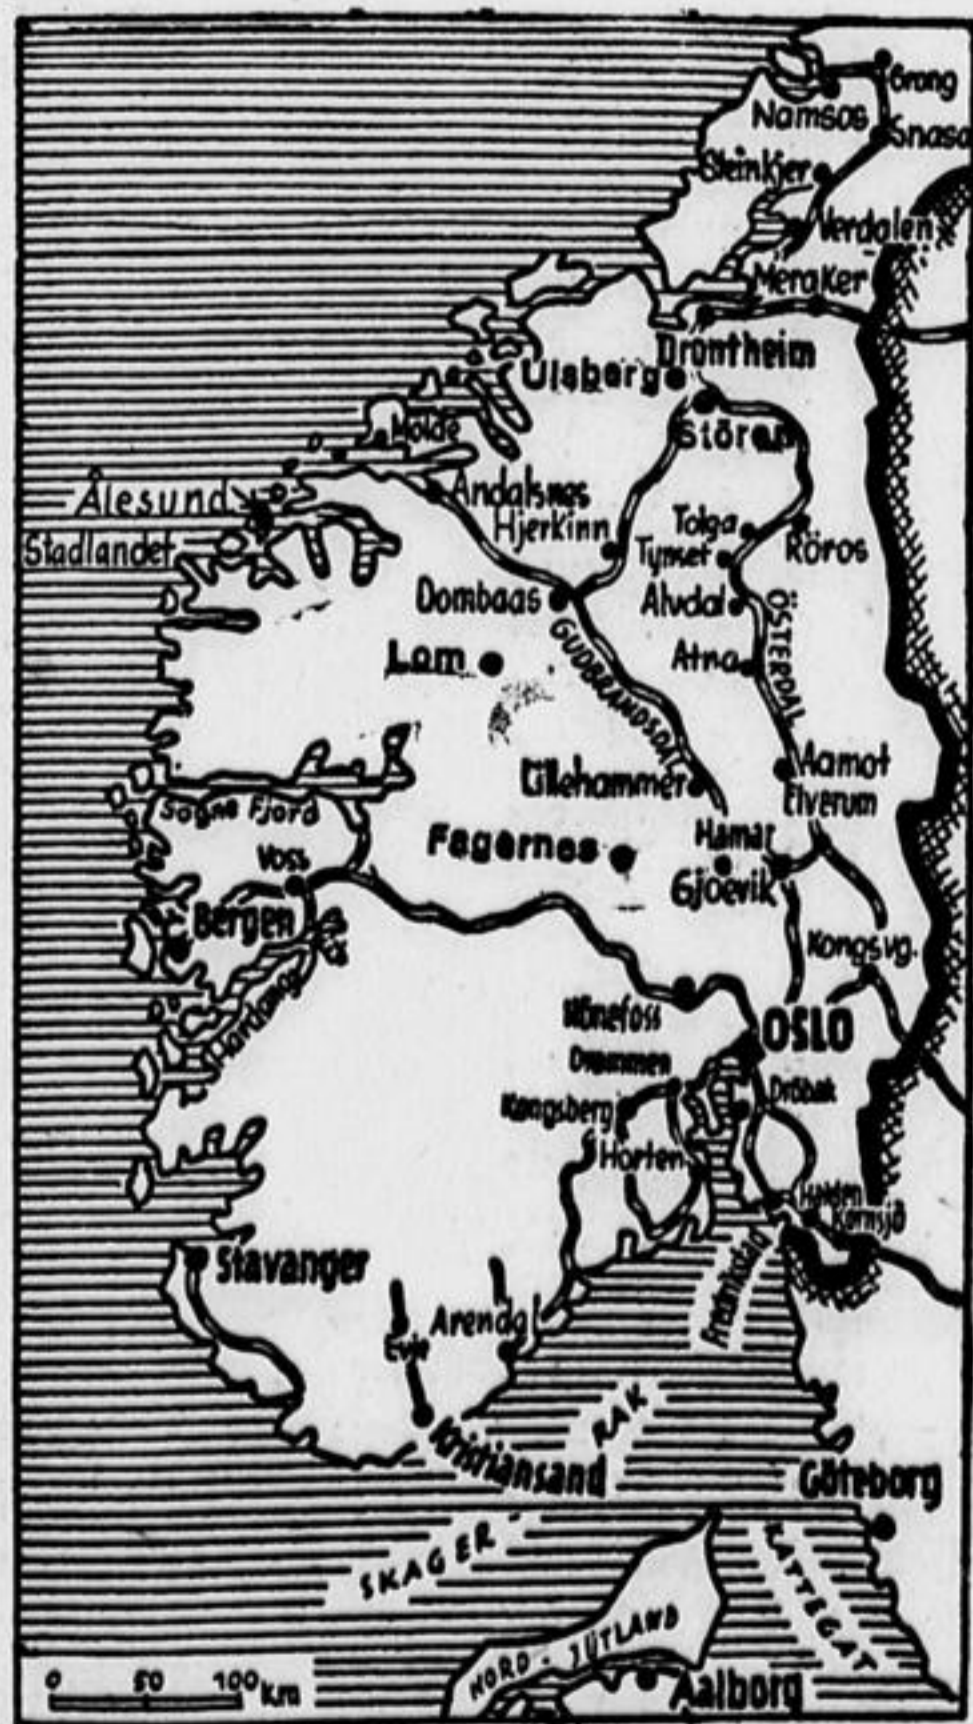 Grong
Namsos
Snasa
Steinkjer
Verdalen
Meraker
Drontheim
Ulsberg
Stören
Molde
Ålesund
Andalsnes
Hjerkinn
Tolga
Röros
Stadlandet
Tynset
Dombaas
Alvdal
ÖSTERDAL
GUDBRANDSDAL
Lom
Atna
Lillehammer
Aamot
Elverum
Sogne Fjord
Hamar
Voss
Fagernes
Gjoevik
Bergen
Kongsvg.
Hardang.
Hönefoss
OSLO
Drammen
Dröbak
Kongsberg
Horten
Halden
Kornsjö
Stavanger
Fredrikstad
Arendal
Evje
Kristiansand
SKAGER-
RAK
Göteborg
KATTEGAT
NORD-JÜTLAND
Aalborg
0 50 100 Km